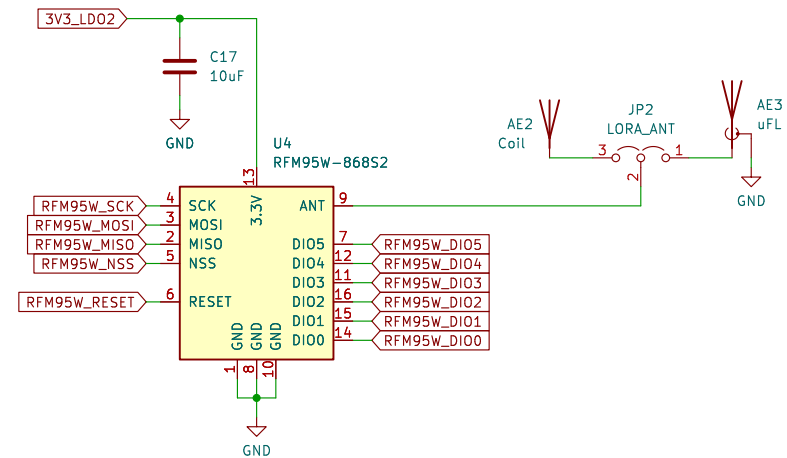 3V3_LDO2
C17
10uF
GND
U4
RFM95W-868S2
AE2
Coil
JP2
LORA_ANT
3
1
2
AE3
uFL
GND
13
3.3V
RFM95W_SCK 4 SCK
RFM95W_MOSI 3 MOSI
RFM95W_MISO 2 MISO
RFM95W_NSS 5 NSS
RFM95W_RESET 6 RESET
ANT 9
DIO5 7 RFM95W_DIO5
DIO4 12 RFM95W_DIO4
DIO3 11 RFM95W_DIO3
DIO2 16 RFM95W_DIO2
DIO1 15 RFM95W_DIO1
DIO0 14 RFM95W_DIO0
GND GND GND
1 8 10
GND